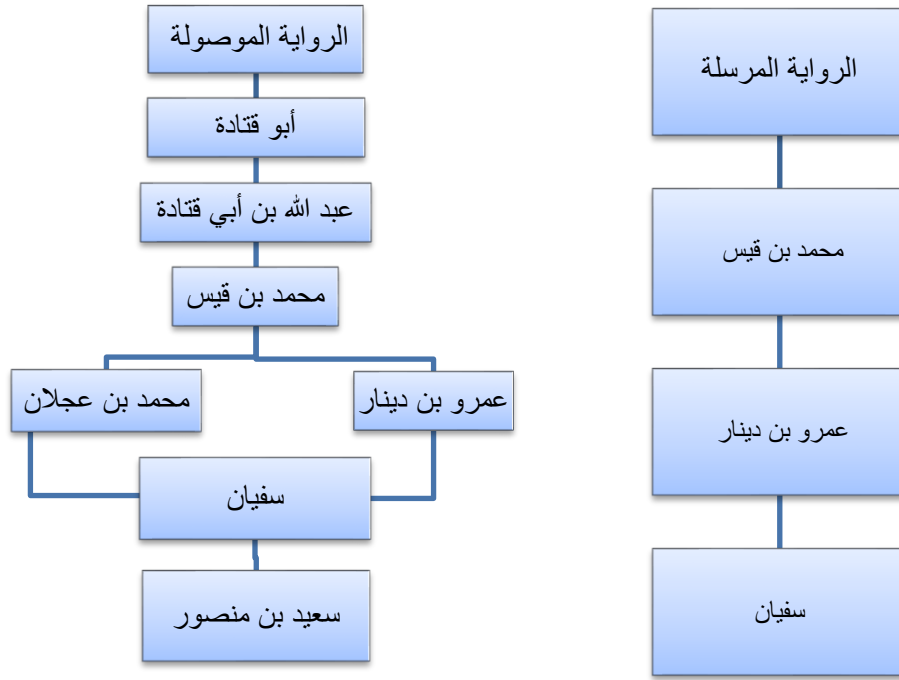 الرواية الموصولة
أبو قتادة
عبد الله بن أبي قتادة
محمد بن قيس
عمرو بن دينار
محمد بن عجلان
سفيان
سعيد بن منصور
الرواية المرسلة
محمد بن قيس
عمرو بن دينار
سفيان